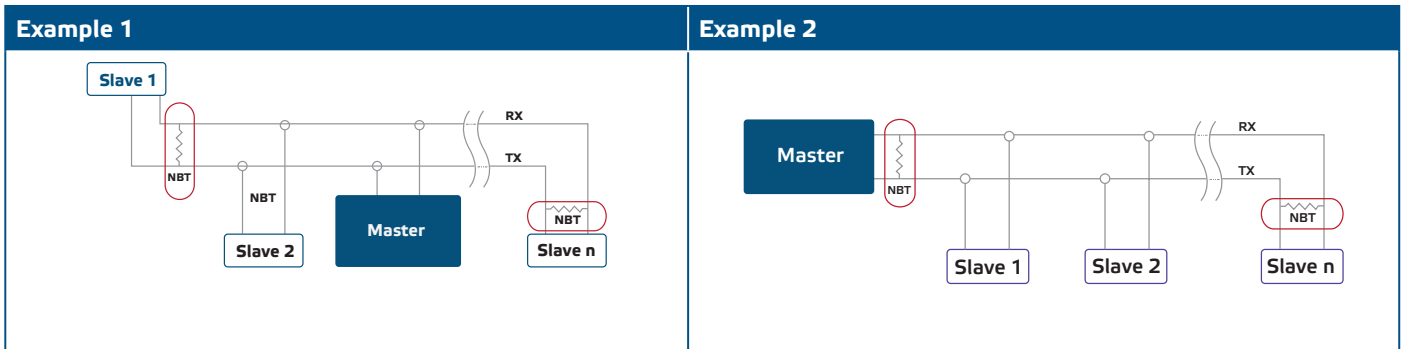 Example 1
Slave 1
RX
TX
NBT
NBT
NBT
Slave 2
Master
Slave n
Example 2
Master
RX
TX
NBT
NBT
Slave 1
Slave 2
Slave n